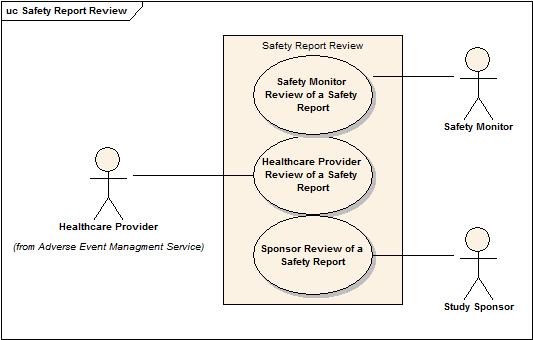 uc Safety Report Review
Safety Report Review
Safety Monitor
Review of a Safety
Report
Safety Monitor
Healthcare Provider
Review of a Safety
Report
Healthcare Provider
(from Adverse Event Managment Service)
Sponsor Review of a
Safety Report
Study Sponsor